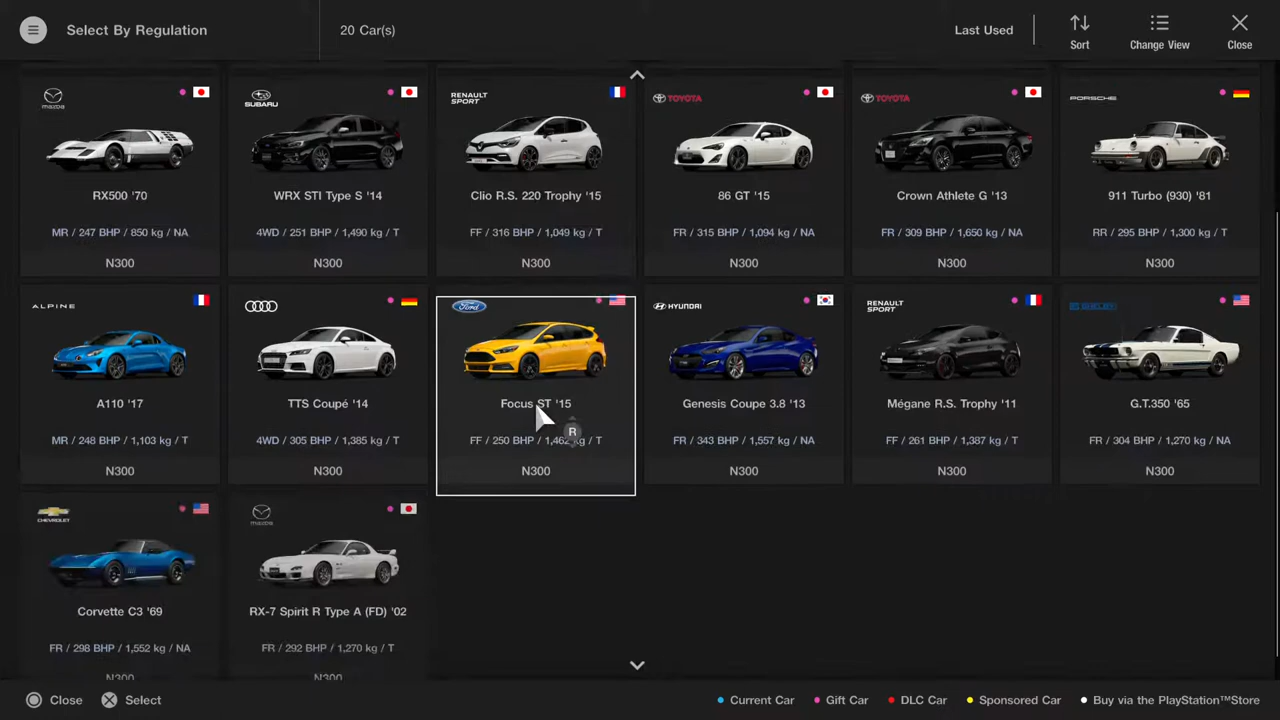 Select By Regulation
20 Car(s)
Last Used
Sort
Change View
Close
mazda
SUBARU
RENAULT
SPORT
TOYOTA
TOYOTA
PORSCHE
RX500 '70
WRX STI Type S '14
Clio R.S. 220 Trophy '15
86 GT '15
Crown Athlete G '13
911 Turbo (930) '81
MR / 247 BHP / 850 kg / NA
4WD / 251 BHP / 1,490 kg / T
FF / 316 BHP / 1,049 kg / T
FR / 315 BHP / 1,094 kg / NA
FR / 309 BHP / 1,650 kg / NA
RR / 295 BHP / 1,300 kg / T
N300
N300
N300
N300
N300
N300
ALPINE
Ford
HYUNDAI
RENAULT
SPORT
SHELBY
A110 '17
TTS Coupé '14
Focus ST '15
Genesis Coupe 3.8 '13
Mégane R.S. Trophy '11
G.T.350 '65
MR / 248 BHP / 1,103 kg / T
4WD / 305 BHP / 1,385 kg / T
FF / 250 BHP / 1,462 kg / T
R
FR / 343 BHP / 1,557 kg / NA
FF / 261 BHP / 1,387 kg / T
FR / 304 BHP / 1,270 kg / NA
N300
N300
N300
N300
N300
N300
CHEVROLET
mazda
Corvette C3 '69
RX-7 Spirit R Type A (FD) '02
FR / 298 BHP / 1,552 kg / NA
FR / 292 BHP / 1,270 kg / T
N300
N300
Close
Select
Current Car
Gift Car
DLC Car
Sponsored Car
Buy via the PlayStation™Store